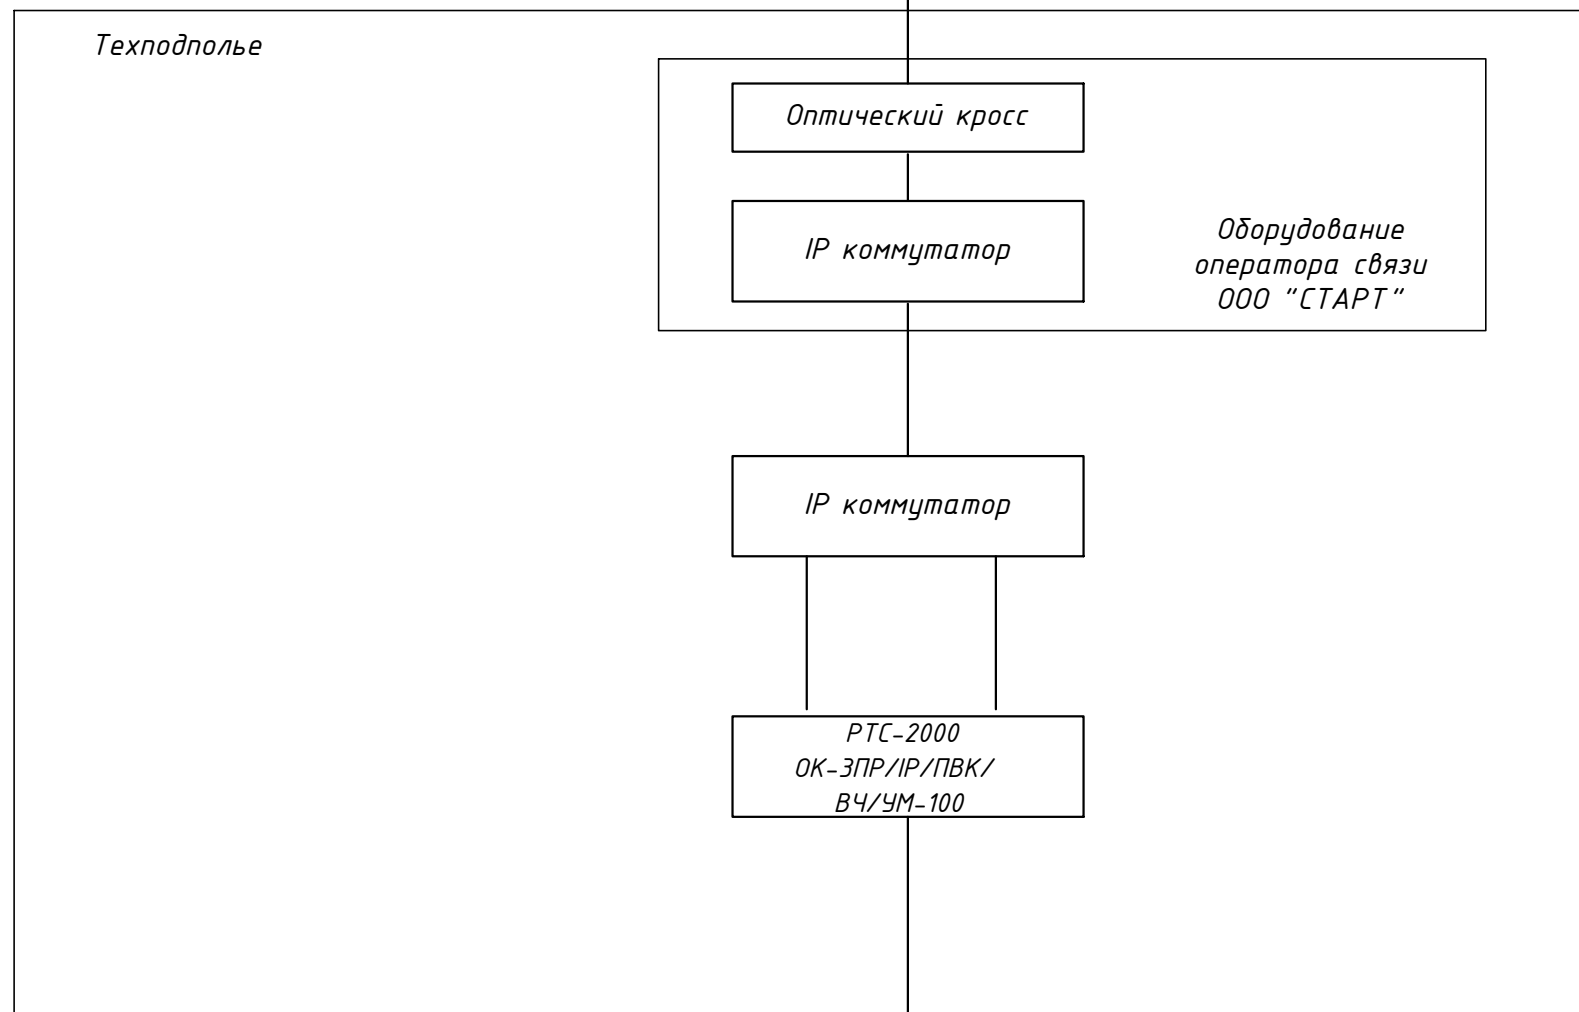 Техподполье
Оптический кросс
IP коммутатор
Оборудование
оператора связи
ООО "СТАРТ"
IP коммутатор
РТС-2000
ОК-3ПР/IP/ПВК/
ВЧ/УМ-100